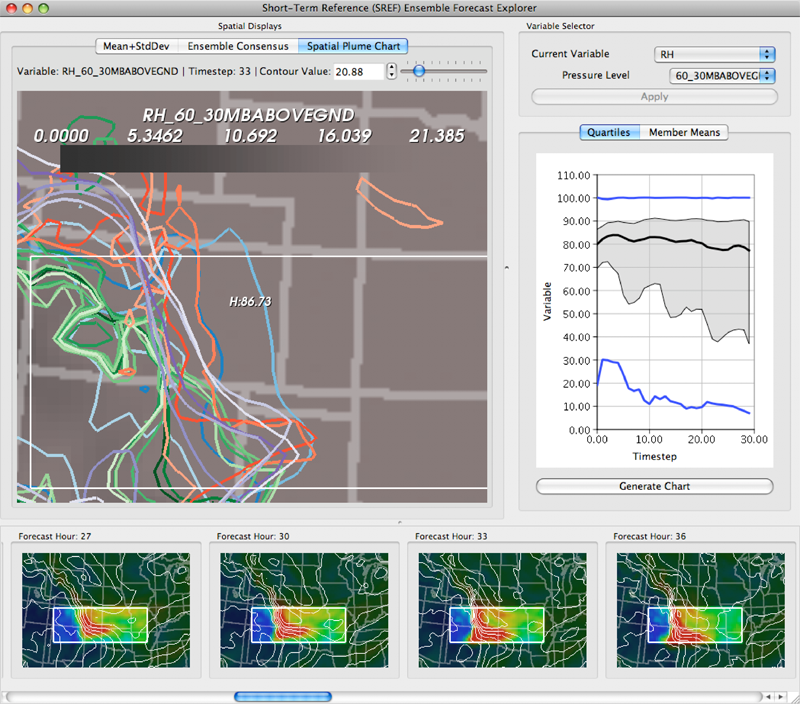 Short-Term Reference (SREF) Ensemble Forecast Explorer
Spatial Displays
Mean+StdDev Ensemble Consensus Spatial Plume Chart
Variable: RH_60_30MBABOVEGND | Timestep: 33 | Contour Value: 20.88
RH_60_30MBABOVEGND
0.0000 5.3462 10.692 16.039 21.385
H:86.73
Variable Selector
Current Variable RH
Pressure Level 60_30MBABOVEG
Apply
Quartiles Member Means
110.00
100.00
90.00
80.00
70.00
60.00
50.00
40.00
30.00
20.00
10.00
0.00
Variable
0.00 10.00 20.00 30.00
Timestep
Generate Chart
Forecast Hour: 27 Forecast Hour: 30 Forecast Hour: 33 Forecast Hour: 36